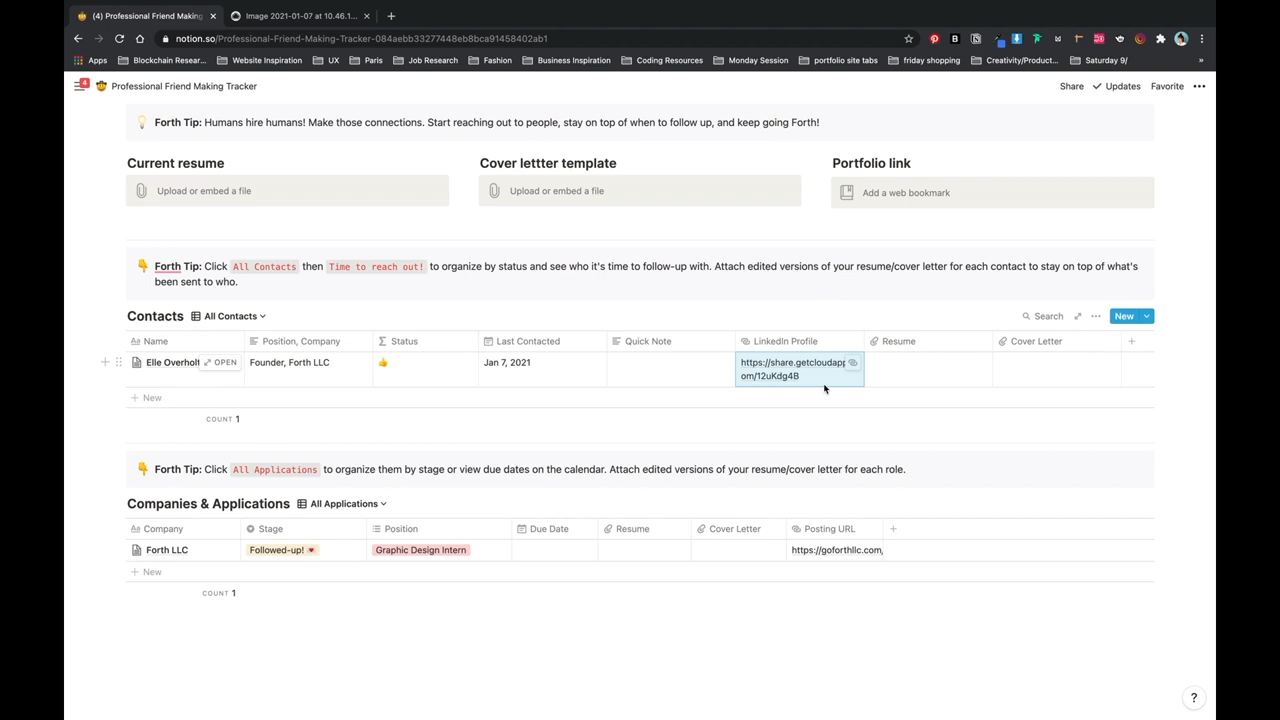 (4) Professional Friend Making
Image 2021-01-07 at 10.46.1...
notion.so/Professional-Friend-Making-Tracker-084aebb33277448eb8bca91458402ab1
Apps Blockchain Resear... Website Inspiration UX Paris Job Research Fashion Business Inspiration Coding Resources Monday Session portfolio site tabs friday shopping Creativity/Product... Saturday 9/ »
4 Professional Friend Making Tracker Share Updates Favorite
Forth Tip: Humans hire humans! Make those connections. Start reaching out to people, stay on top of when to follow up, and keep going Forth!
Current resume Cover lettter template Portfolio link
Upload or embed a file Upload or embed a file Add a web bookmark
Forth Tip: Click All Contacts then Time to reach out! to organize by status and see who it's time to follow-up with. Attach edited versions of your resume/cover letter for each contact to stay on top of what's
been sent to who.
Contacts All Contacts Search New
Name Position, Company Status Last Contacted Quick Note LinkedIn Profile Resume Cover Letter
Elle Overholt OPEN Founder, Forth LLC Jan 7, 2021 https://share.getcloudapp
om/12uKdg4B
New
COUNT 1
Forth Tip: Click All Applications to organize them by stage or view due dates on the calendar. Attach edited versions of your resume/cover letter for each role.
Companies & Applications All Applications
Company Stage Position Due Date Resume Cover Letter Posting URL
Forth LLC Followed-up! Graphic Design Intern https://goforthllc.com,
New
COUNT 1
?